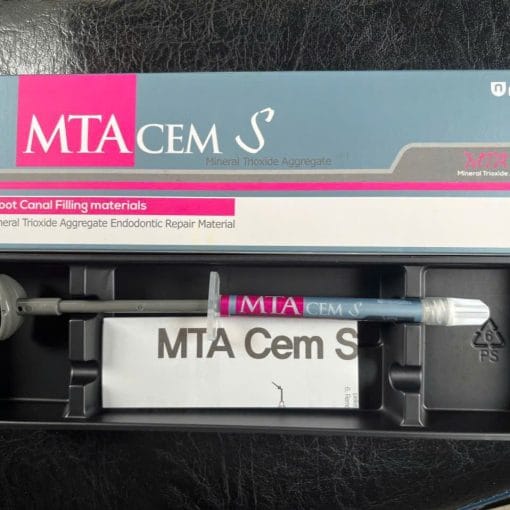 MTA CEM S
Mineral Trioxide Aggregate
Mineral Trioxide
oot Canal Filling materials
neral Trioxide Aggregate Endodontic Repair Material
MTA CEM S
MTA Cem S
6
PS